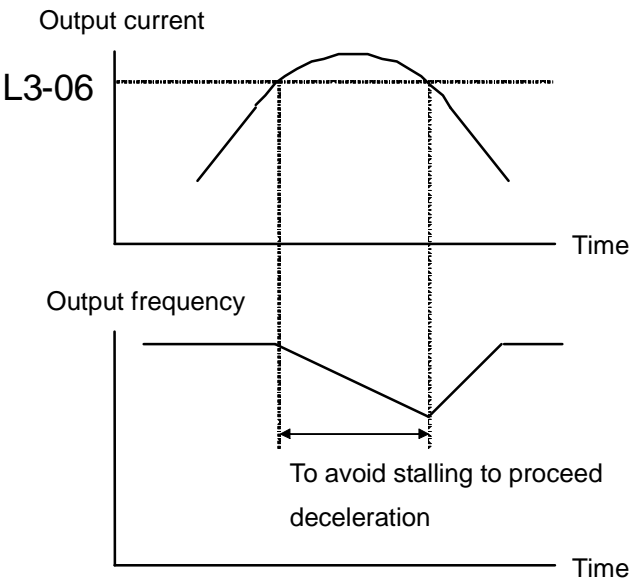 Output current
L3-06
Time
Output frequency
To avoid stalling to proceed
deceleration
Time